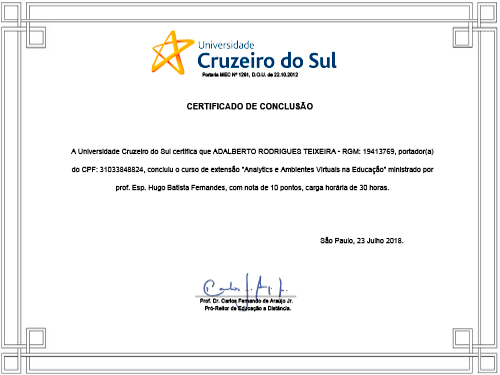 Universidade
Cruzeiro do Sul
Portaria MEC Nº 1281, D.O.U. de 22.10.2012
CERTIFICADO DE CONCLUSÃO
A Universidade Cruzeiro do Sul certifica que ADALBERTO RODRIGUES TEIXEIRA - RGM: 19413769, portador(a)
do CPF: 31033848824, concluiu o curso de extensão "Analytics e Ambientes Virtuais na Educação" ministrado por
prof. Esp. Hugo Batista Fernandes, com nota de 10 pontos, carga horária de 30 horas.
São Paulo, 23 Julho 2018.
Prof. Dr. Carlos Fernando de Araújo Jr.
Pró-Reitor de Educação a Distância.